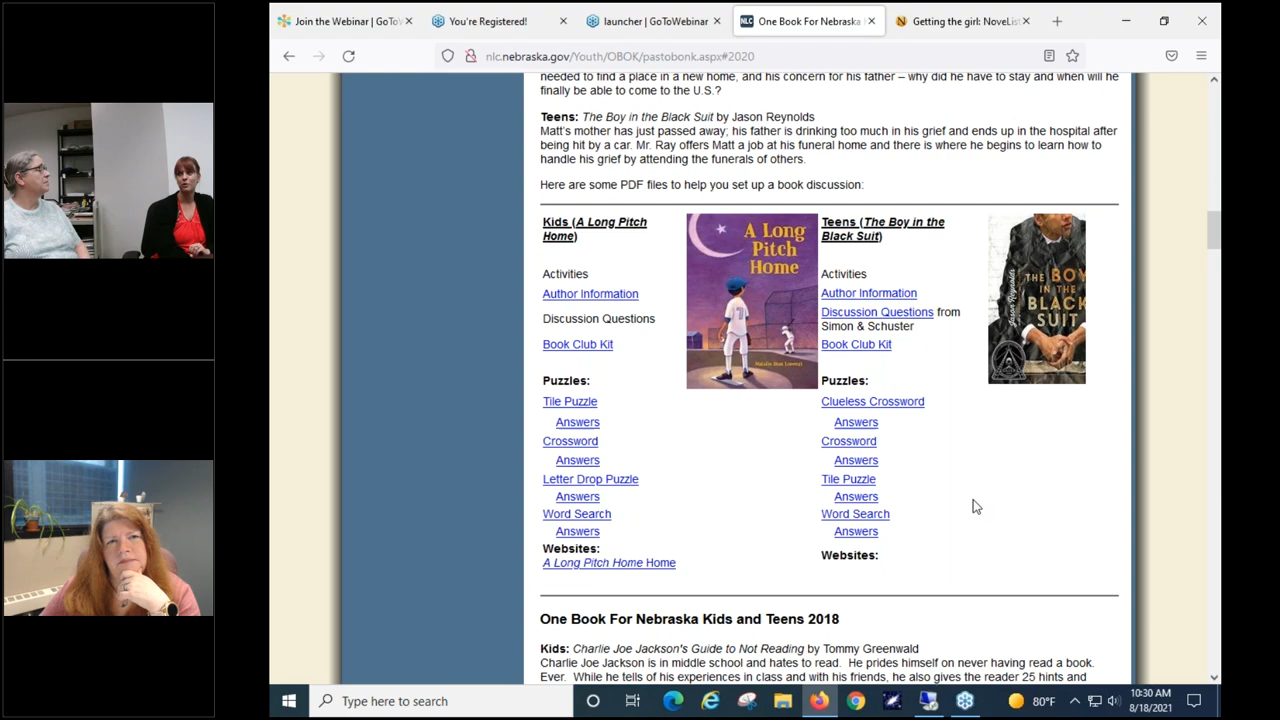 Join the Webinar | GoToW
You're Registered!
launcher | GoToWebinar
NLC One Book For Nebraska
Getting the girl: NoveList
nlc.nebraska.gov/Youth/OBOK/pastobonk.aspx#2020
needed to find a place in a new home, and his concern for his father – why did he have to stay and when will he
finally be able to come to the U.S.?
Teens: The Boy in the Black Suit by Jason Reynolds
Matt's mother has just passed away; his father is drinking too much in his grief and ends up in the hospital after
being hit by a car. Mr. Ray offers Matt a job at his funeral home and there is where he begins to learn how to
handle his grief by attending the funerals of others.
Here are some PDF files to help you set up a book discussion:
Kids (A Long Pitch
Home)
Activities
Author Information
Discussion Questions
Book Club Kit
Puzzles:
Tile Puzzle
Answers
Crossword
Answers
Letter Drop Puzzle
Answers
Word Search
Answers
Websites:
A Long Pitch Home Home
A Long
Pitch
Home
Teens (The Boy in the
Black Suit)
Activities
Author Information
Discussion Questions from
Simon & Schuster
Book Club Kit
Puzzles:
Clueless Crossword
Answers
Crossword
Answers
Tile Puzzle
Answers
Word Search
Answers
Websites:
THE BOY
IN THE
BLACK
SUIT
Jason Reynolds
One Book For Nebraska Kids and Teens 2018
Kids: Charlie Joe Jackson's Guide to Not Reading by Tommy Greenwald
Charlie Joe Jackson is in middle school and hates to read. He prides himself on never having read a book.
Ever. While he tells of his experiences in class and with his friends, he also gives the reader 25 hints and
Type here to search
80°F
10:30 AM
8/18/2021